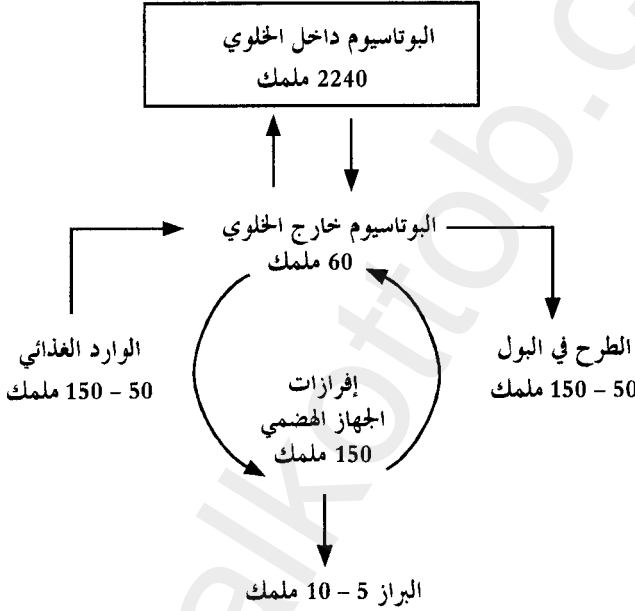 البوتاسيوم داخل الخلوي
2240 ملمك
البوتاسيوم خارج الخلوي
60 ملمك
الوارد الغذائي
50 – 150 ملمك
الطرح في البول
50 – 150 ملمك
إفرازات
الجهاز الهضمي
150 ملمك
البراز 5 – 10 ملمك
alkottob.c